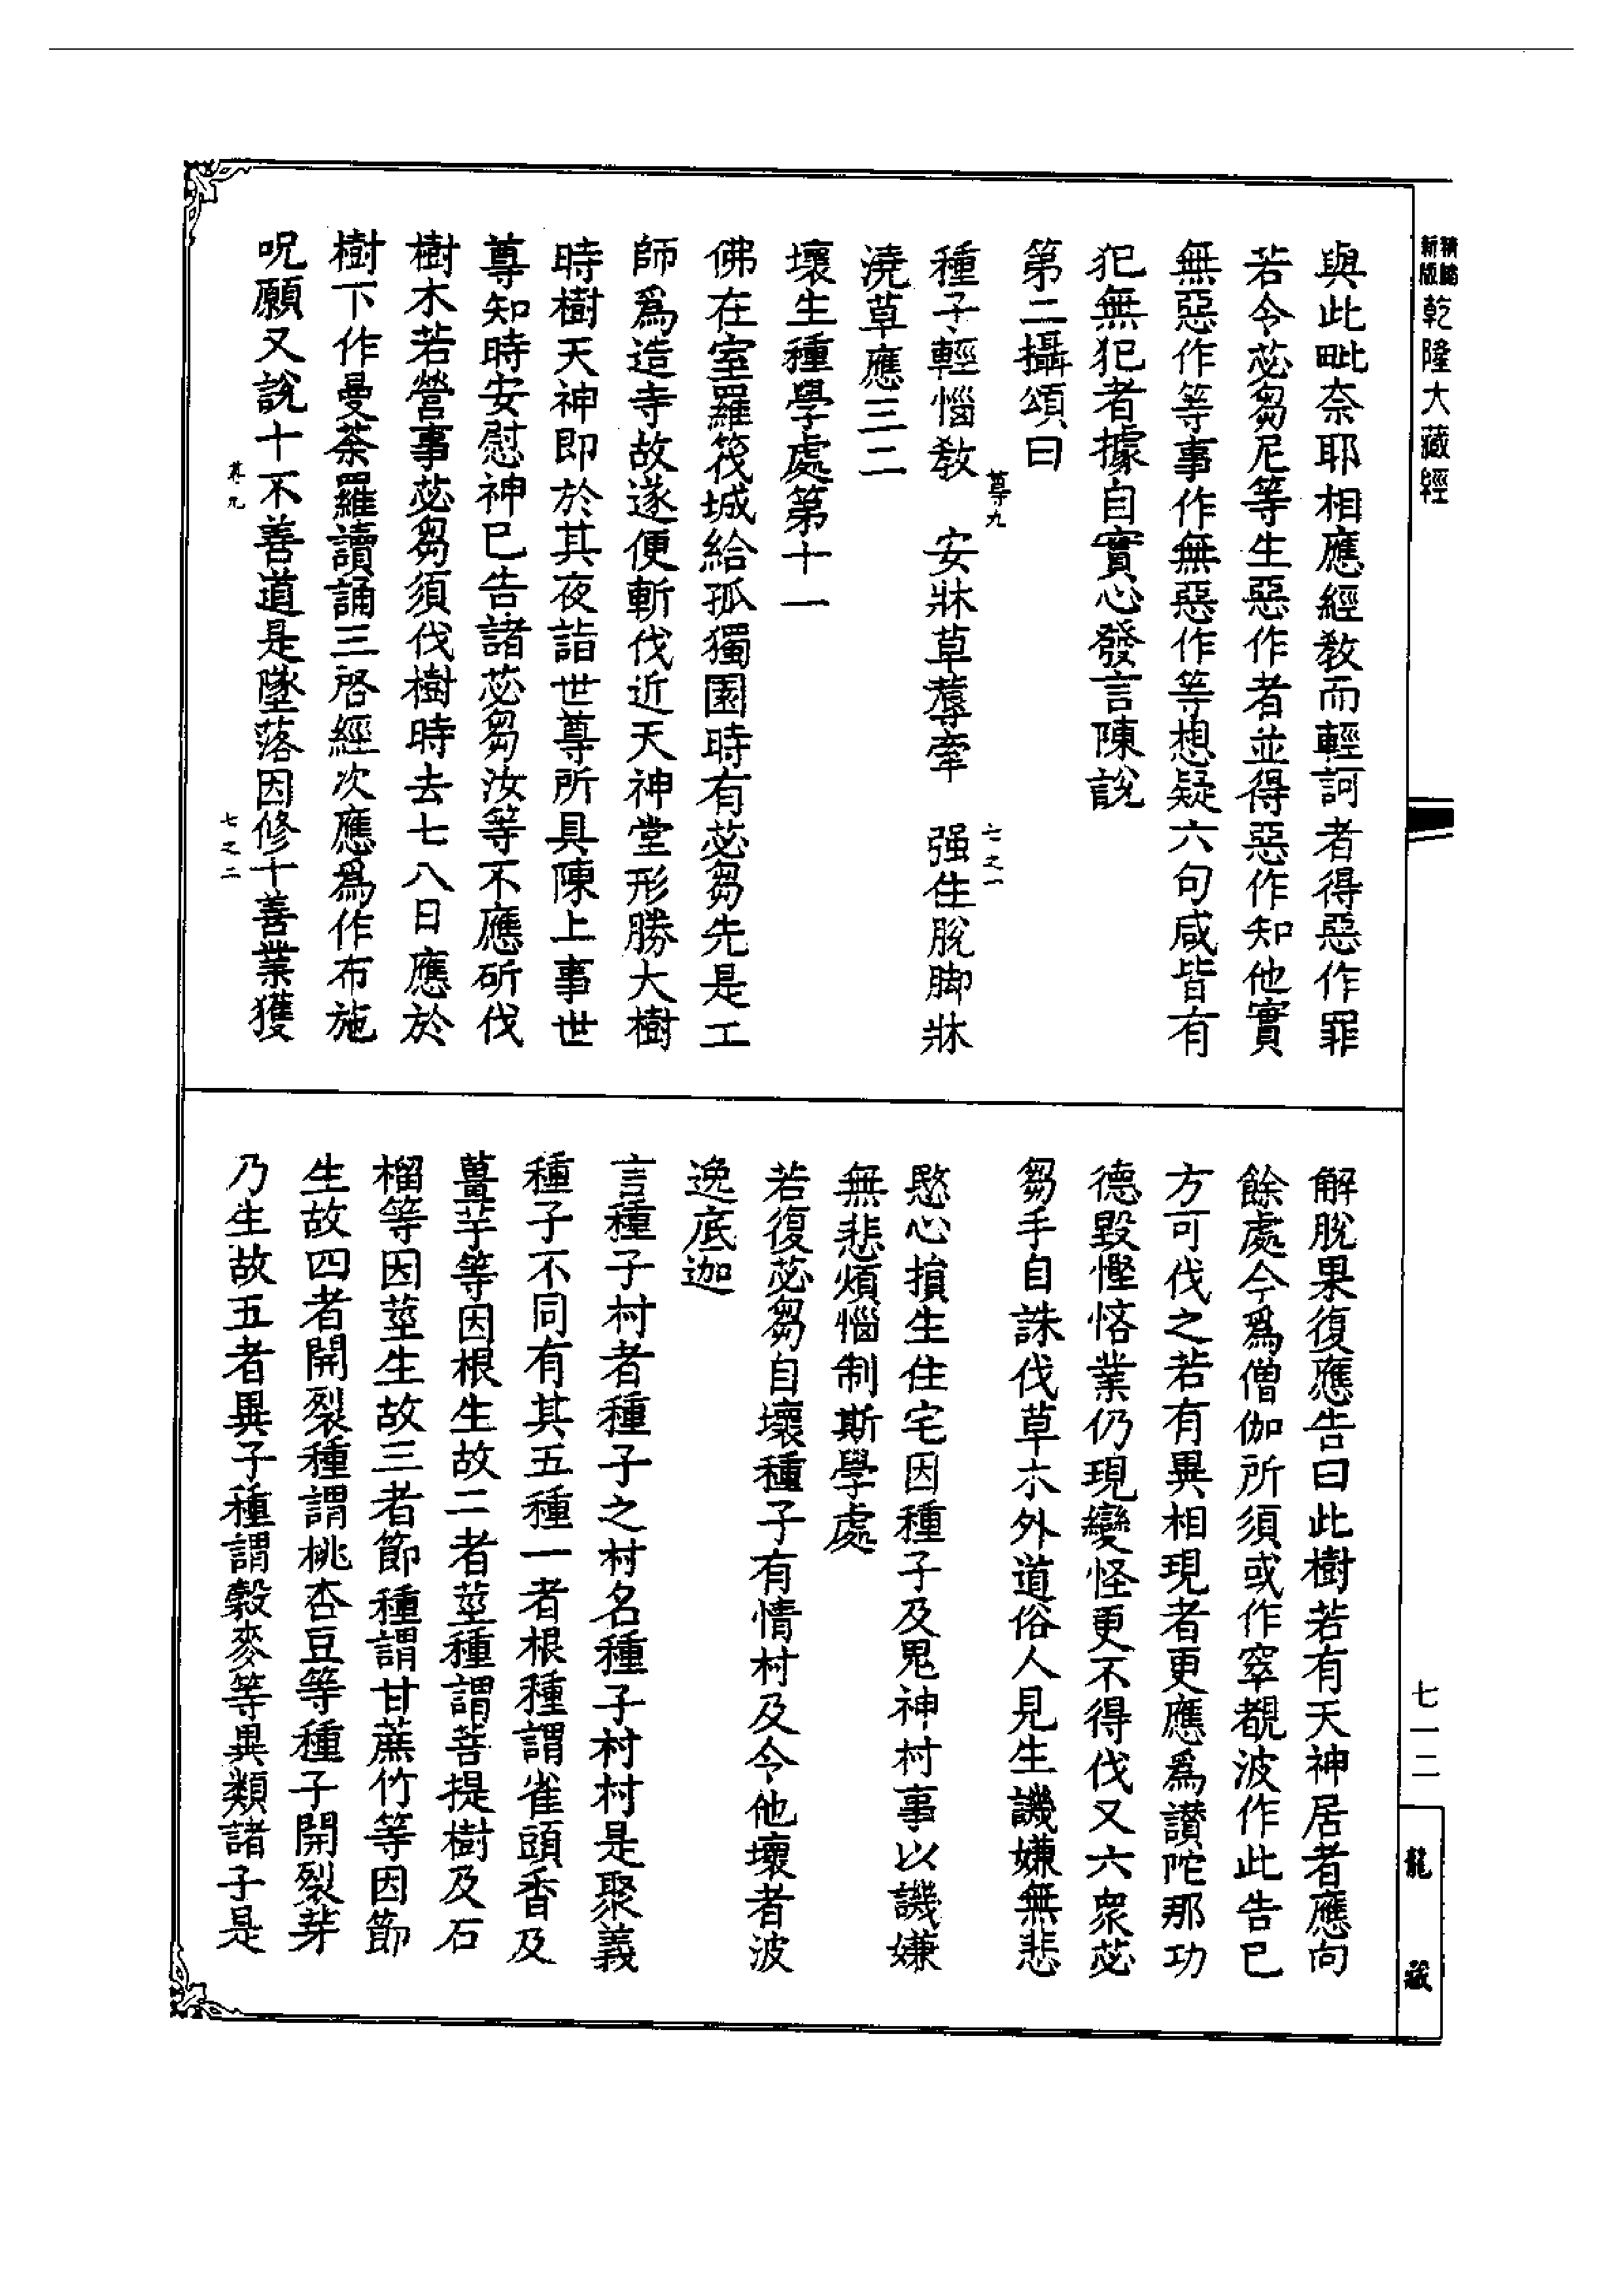 精縮新版乾隆大藏經
與此毗奈耶相應經教而輕訶者得惡作罪
若令苾芻尼等生惡作者並得惡作知他實
無惡作等事作無惡作等想疑六句咸皆有
犯無犯者據自實心發言陳說
第二攝頌曰
尊九
七之一
種子輕惱教　安牀草蓐牽　强住脫脚牀
澆草應三二
壞生種學處第十一
佛在室羅筏城給孤獨園時有苾芻先是工
師爲造寺故遂便斬伐近天神堂形勝大樹
時樹天神即於其夜詣世尊所具陳上事世
尊知時安慰神已告諸苾芻汝等不應斫伐
樹木若營事苾芻須伐樹時去七八日應於
樹下作曼荼羅讀誦三啓經次應爲作布施
呪願又說十不善道是墜落因修十善業獲
尊九
七之二
解脫果復應告曰此樹若有天神居者應向
餘處今爲僧伽所須或作窣覩波作此告已
方可伐之若有異相現者更應爲讚陀那功
德毀慳悋業仍現變怪更不得伐又六衆苾
芻手自誅伐草木外道俗人見生譏嫌無悲
愍心損生住宅因種子及鬼神村事以譏嫌
無悲煩惱制斯學處
若復苾芻自壞種子有情村及令他壞者波
逸底迦
言種子村者種子之村名種子村村是聚義
種子不同有其五種一者根種謂雀頭香及
薑芋等因根生故二者莖種謂菩提樹及石
榴等因莖生故三者節種謂甘蔗竹等因節
生故四者開裂種謂桃杏豆等種子開裂芽
乃生故五者異子種謂穀麥等異類諸子是
七一二
龍藏